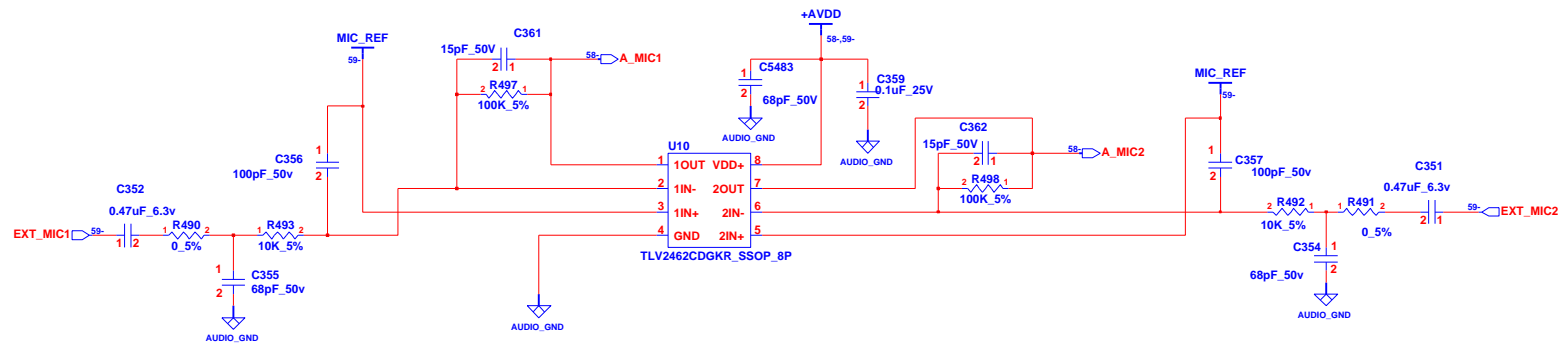 +AVDD
58-,59-
C361
15pF_50V
2 1
58-
A_MIC1
R497
2 1
100K_5%
MIC_REF
59-
1
C5483
2
68pF_50V
AUDIO_GND
1
C359
0.1uF_25V
2
AUDIO_GND
MIC_REF
59-
C362
15pF_50V
2 1
58-
A_MIC2
R498
2 1
100K_5%
U10
1 1OUT VDD+ 8
2 1IN- 2OUT 7
3 1IN+ 2IN- 6
4 GND 2IN+ 5
TLV2462CDGKR_SSOP_8P
1
C356
100pF_50v
2
C352
0.47uF_6.3v
EXT_MIC1
59-
1 2
R490
1 2
0_5%
R493
2 1
10K_5%
1
C355
2
68pF_50v
AUDIO_GND
AUDIO_GND
1
C357
100pF_50v
2
C351
0.47uF_6.3v
R492
2 1
10K_5%
R491
1 2
0_5%
2 1
59-
EXT_MIC2
C354
1
68pF_50v
2
AUDIO_GND